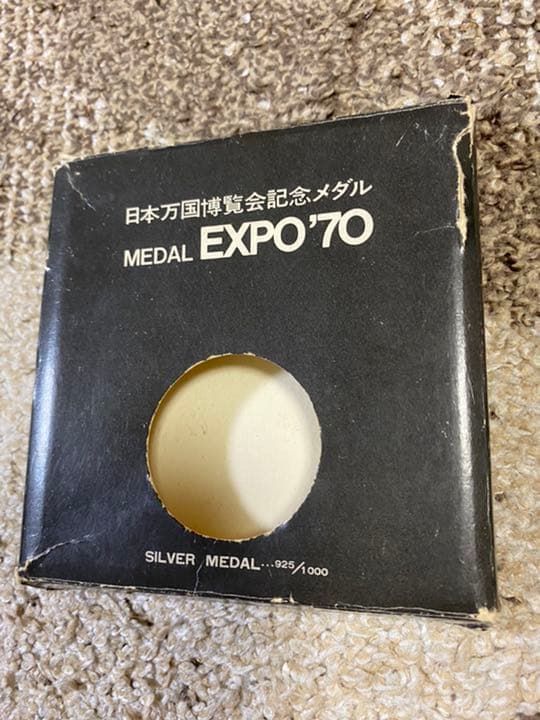 日本万国博覧会記念メダル
MEDAL EXPO'70
SILVER MEDAL...925/1000